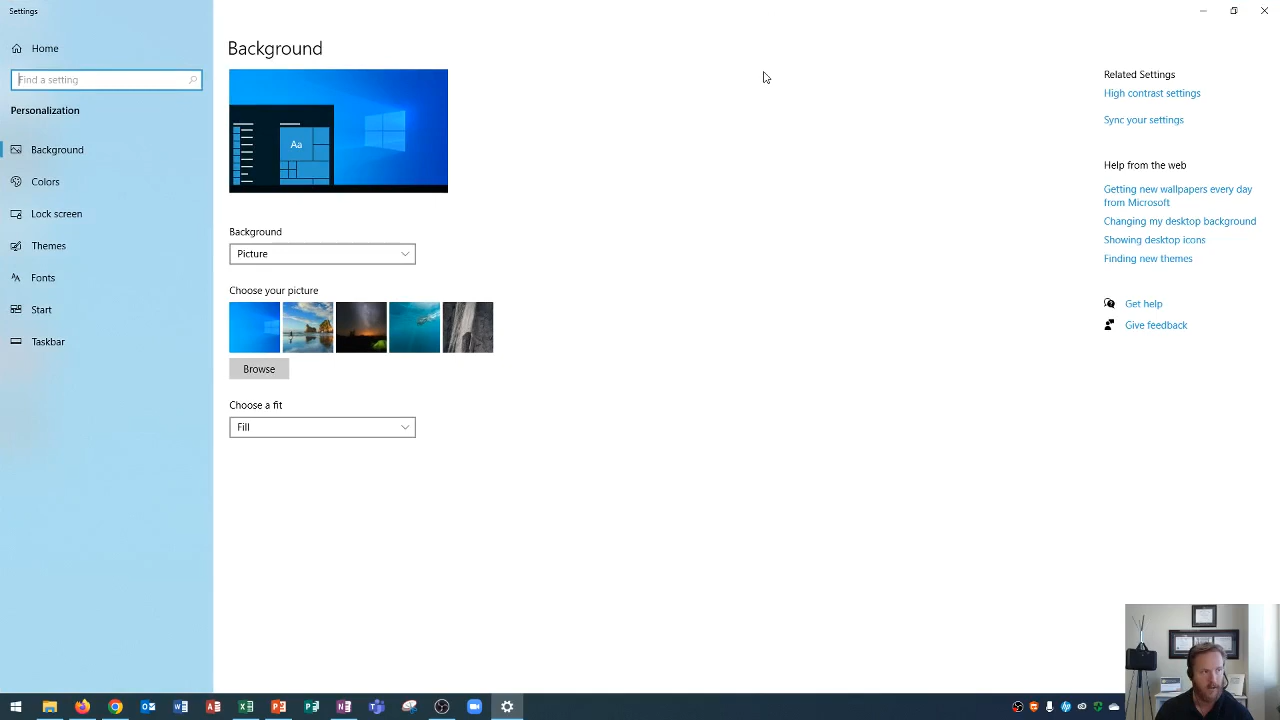 Settings
Home
Find a setting
Personalization
Background
Colors
Lock screen
Themes
Fonts
Start
Taskbar
Background
Aa
Background
Picture
Choose your picture
Browse
Choose a fit
Fill
Related Settings
High contrast settings
Sync your settings
Help from the web
Getting new wallpapers every day
from Microsoft
Changing my desktop background
Showing desktop icons
Finding new themes
Get help
Give feedback